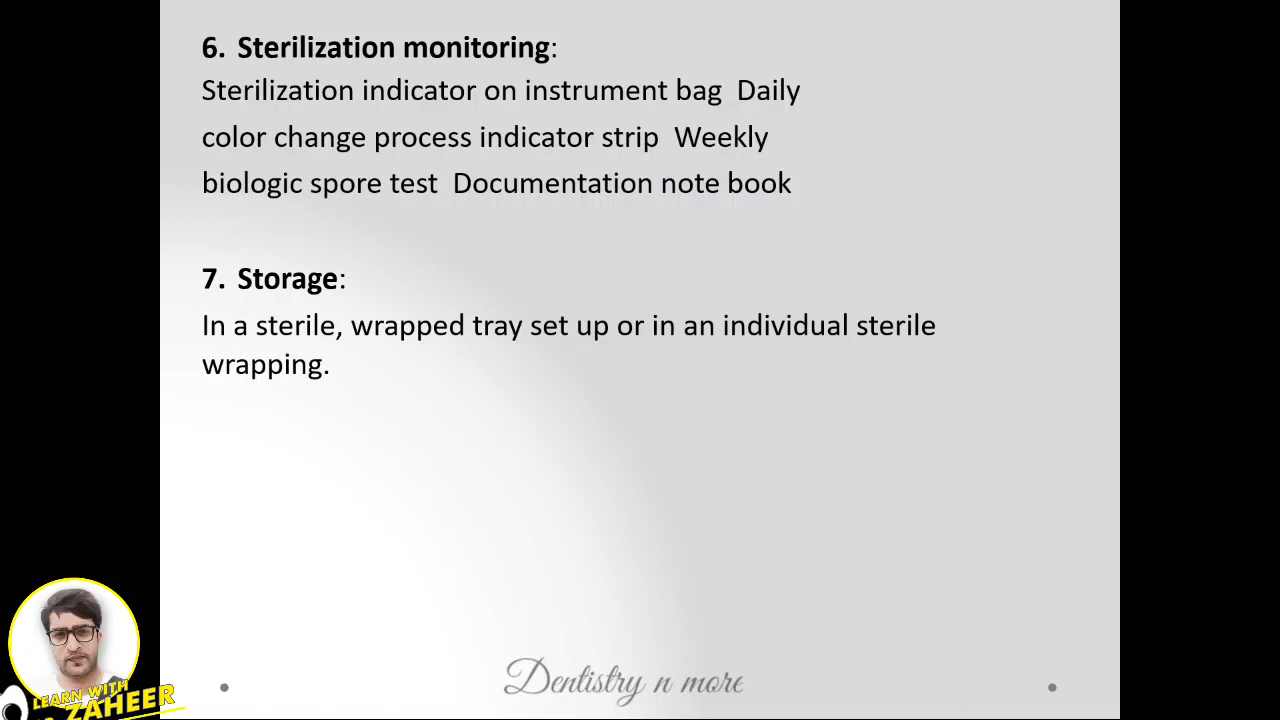 6. Sterilization monitoring:
Sterilization indicator on instrument bag  Daily
color change process indicator strip  Weekly
biologic spore test  Documentation note book
7. Storage:
In a sterile, wrapped tray set up or in an individual sterile
wrapping.
Dentistry n more
LEARN WITH
ZAHEER